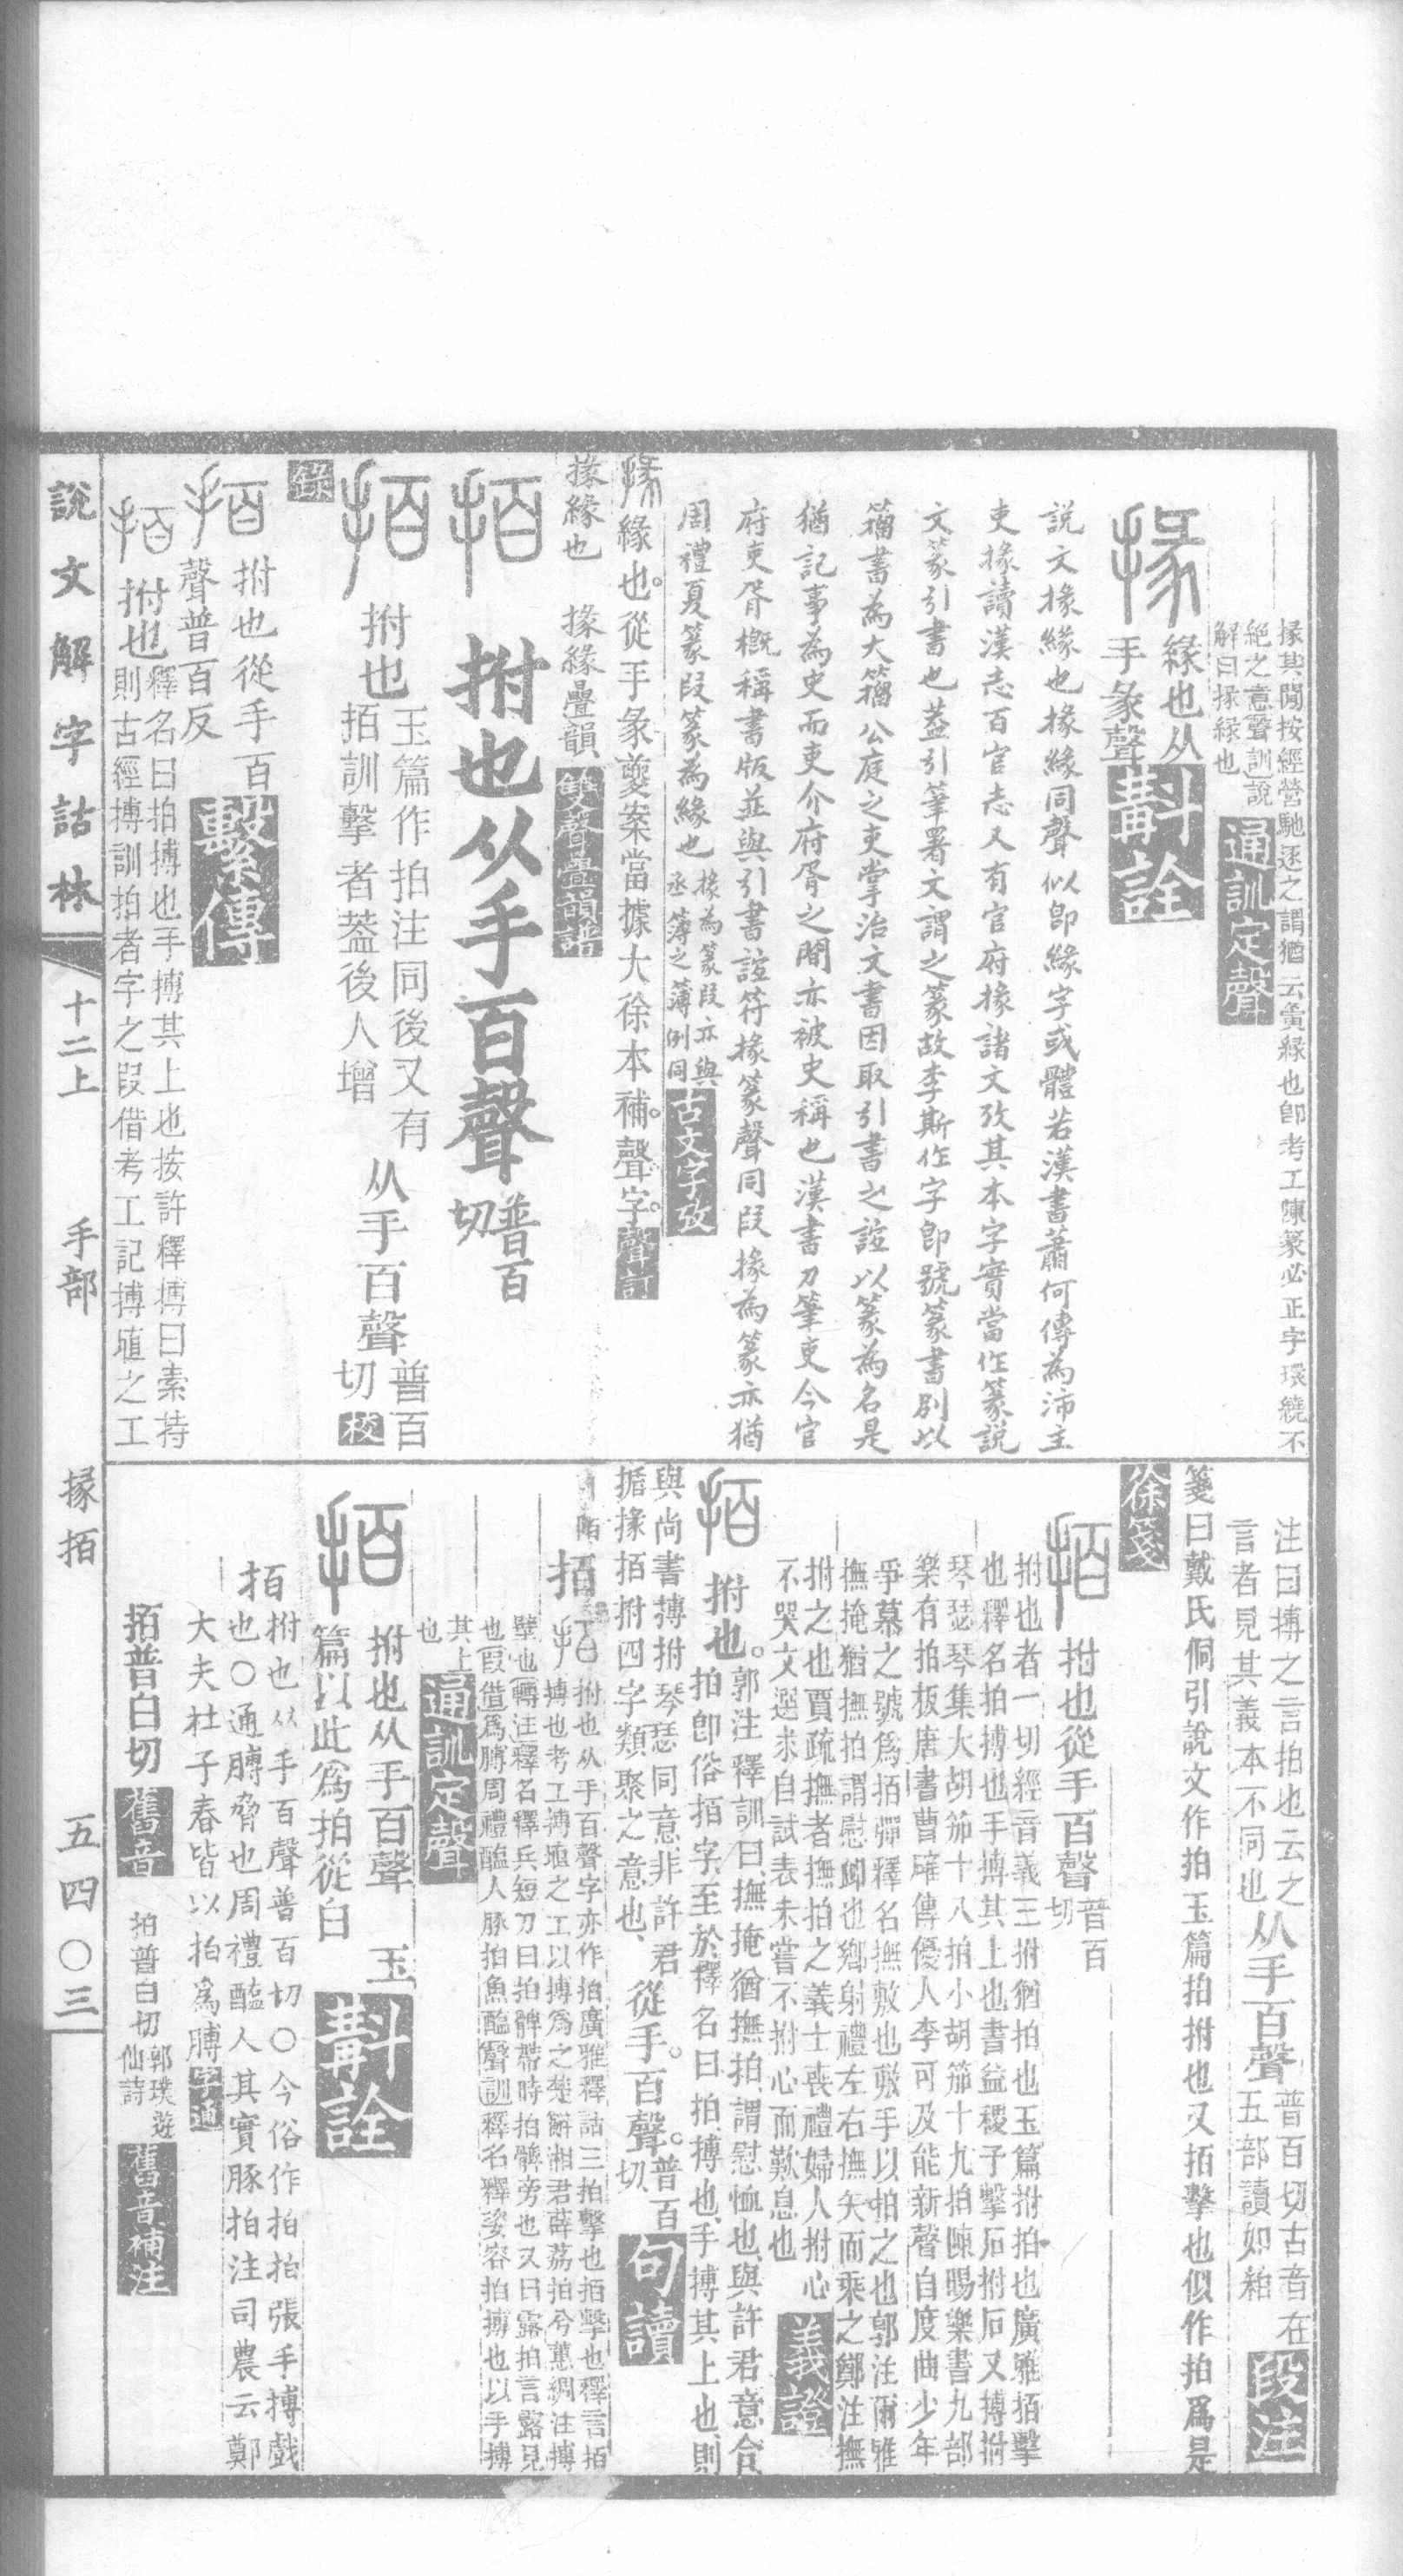 掾其閒按經營馳逐之謂猶云夤緣也卽考工陳篆必正字環繞不
絕之意聲訓說
解曰掾緣也 通訓定聲
掾 緣也从
手彖聲 斠詮
說文掾緣也掾緣同聲似卽緣字或體若漢書蕭何傳為沛主
吏掾讀漢志百官志又有官府掾諸文攷其本字實當作篆說
文篆引書也葢引筆署文謂之篆故李斯作字卽號篆書別以
籒書為大籒公庭之吏掌治文書因取引書之誼以篆為名是
猶記事為史而吏介府胥之閒亦被史稱也漢書刀筆吏今官
府吏胥槪稱書版並與引書誼符掾篆聲同叚掾為篆亦猶
周禮夏篆叚篆為緣也 掾為篆叚亦與
丞簿之薄例同 古文字攷
掾 緣也。從手彖夔案當據大徐本補。聲字。 聲訂
掾緣也 掾緣疊韻 雙聲疊韻譜
拍 拊也从手百聲 普百
切
拍 拊也 玉篇作拍注同後又有
拍訓擊者葢後人增 从手百聲 普百
切 校
錄
拍 拊也從手百
聲普百反 繫傳
拍 拊也 釋名曰拍搏也手搏其上也按許釋搏曰素持
則古經搏訓拍者字之叚借考工記搏埴之工
說文解字詁林 十二上 手部 掾拍 五四〇三
注曰搏之言拍也云之
言者見其義本不同也 从手百聲 普百切古音在
五部讀如粕 段注
箋曰戴氏侗引說文作拍玉篇拍拊也又拍擊也似作拍爲是
徐箋
拍 拊也從手百聲 普百
切
拊也者一切經音義三拊猶拍也玉篇拊拍也廣雅拍擊
也釋名拍搏也手搏其上也書益稷予擊石拊石又搏拊
琴瑟琴集大胡笳十八拍小胡笳十九拍陳暘樂書九部
樂有拍板唐書曹確傳優人李可及能新聲自度曲少年
爭慕之號爲拍彈釋名撫敷也敷手以拍之也郭注爾雅
撫掩猶撫拍謂慰卹也鄉射禮左右撫矢而乘之鄭注撫
拊之也賈疏撫者撫拍之義士喪禮婦人拊心
不哭文選求自試表未嘗不拊心而歎息也 義證
拍 拊也。 郭注釋訓曰、撫掩猶撫拍、謂慰恤也、與許君意合
拍卽俗拍字、至於釋名曰、拍、搏也、手搏其上也、則
與尚書搏拊琴瑟同意、非許君
揗掾拍拊四字類聚之意也、 從手。百聲。 普百
切 句讀
拍 拊也从手百聲字亦作拍廣雅釋詁三拍擊也拍擊也釋言拍
搏也考工搏埴之工以搏爲之楚辭湘君薜荔拍兮蕙綢注搏
壁也 轉注 釋名釋兵短刀曰拍髀帶時拍髀旁也又曰露拍言露見
也 叚借 爲膊周禮醢人豚拍魚醢 聲訓 釋名釋姿容拍搏也以手搏
其上
也 通訓定聲
拍 拊也从手百聲 玉
篇以此爲拍從白 斠詮
拍 拊也从手百聲普百切〇今俗作拍拍張手搏戲
也〇通膊脅也周禮醢人其實豚拍注司農云鄭
大夫杜子春皆以拍爲膊 字通
拍普白切 舊音
拍普白切 郭璞遊
仙詩 舊音補注